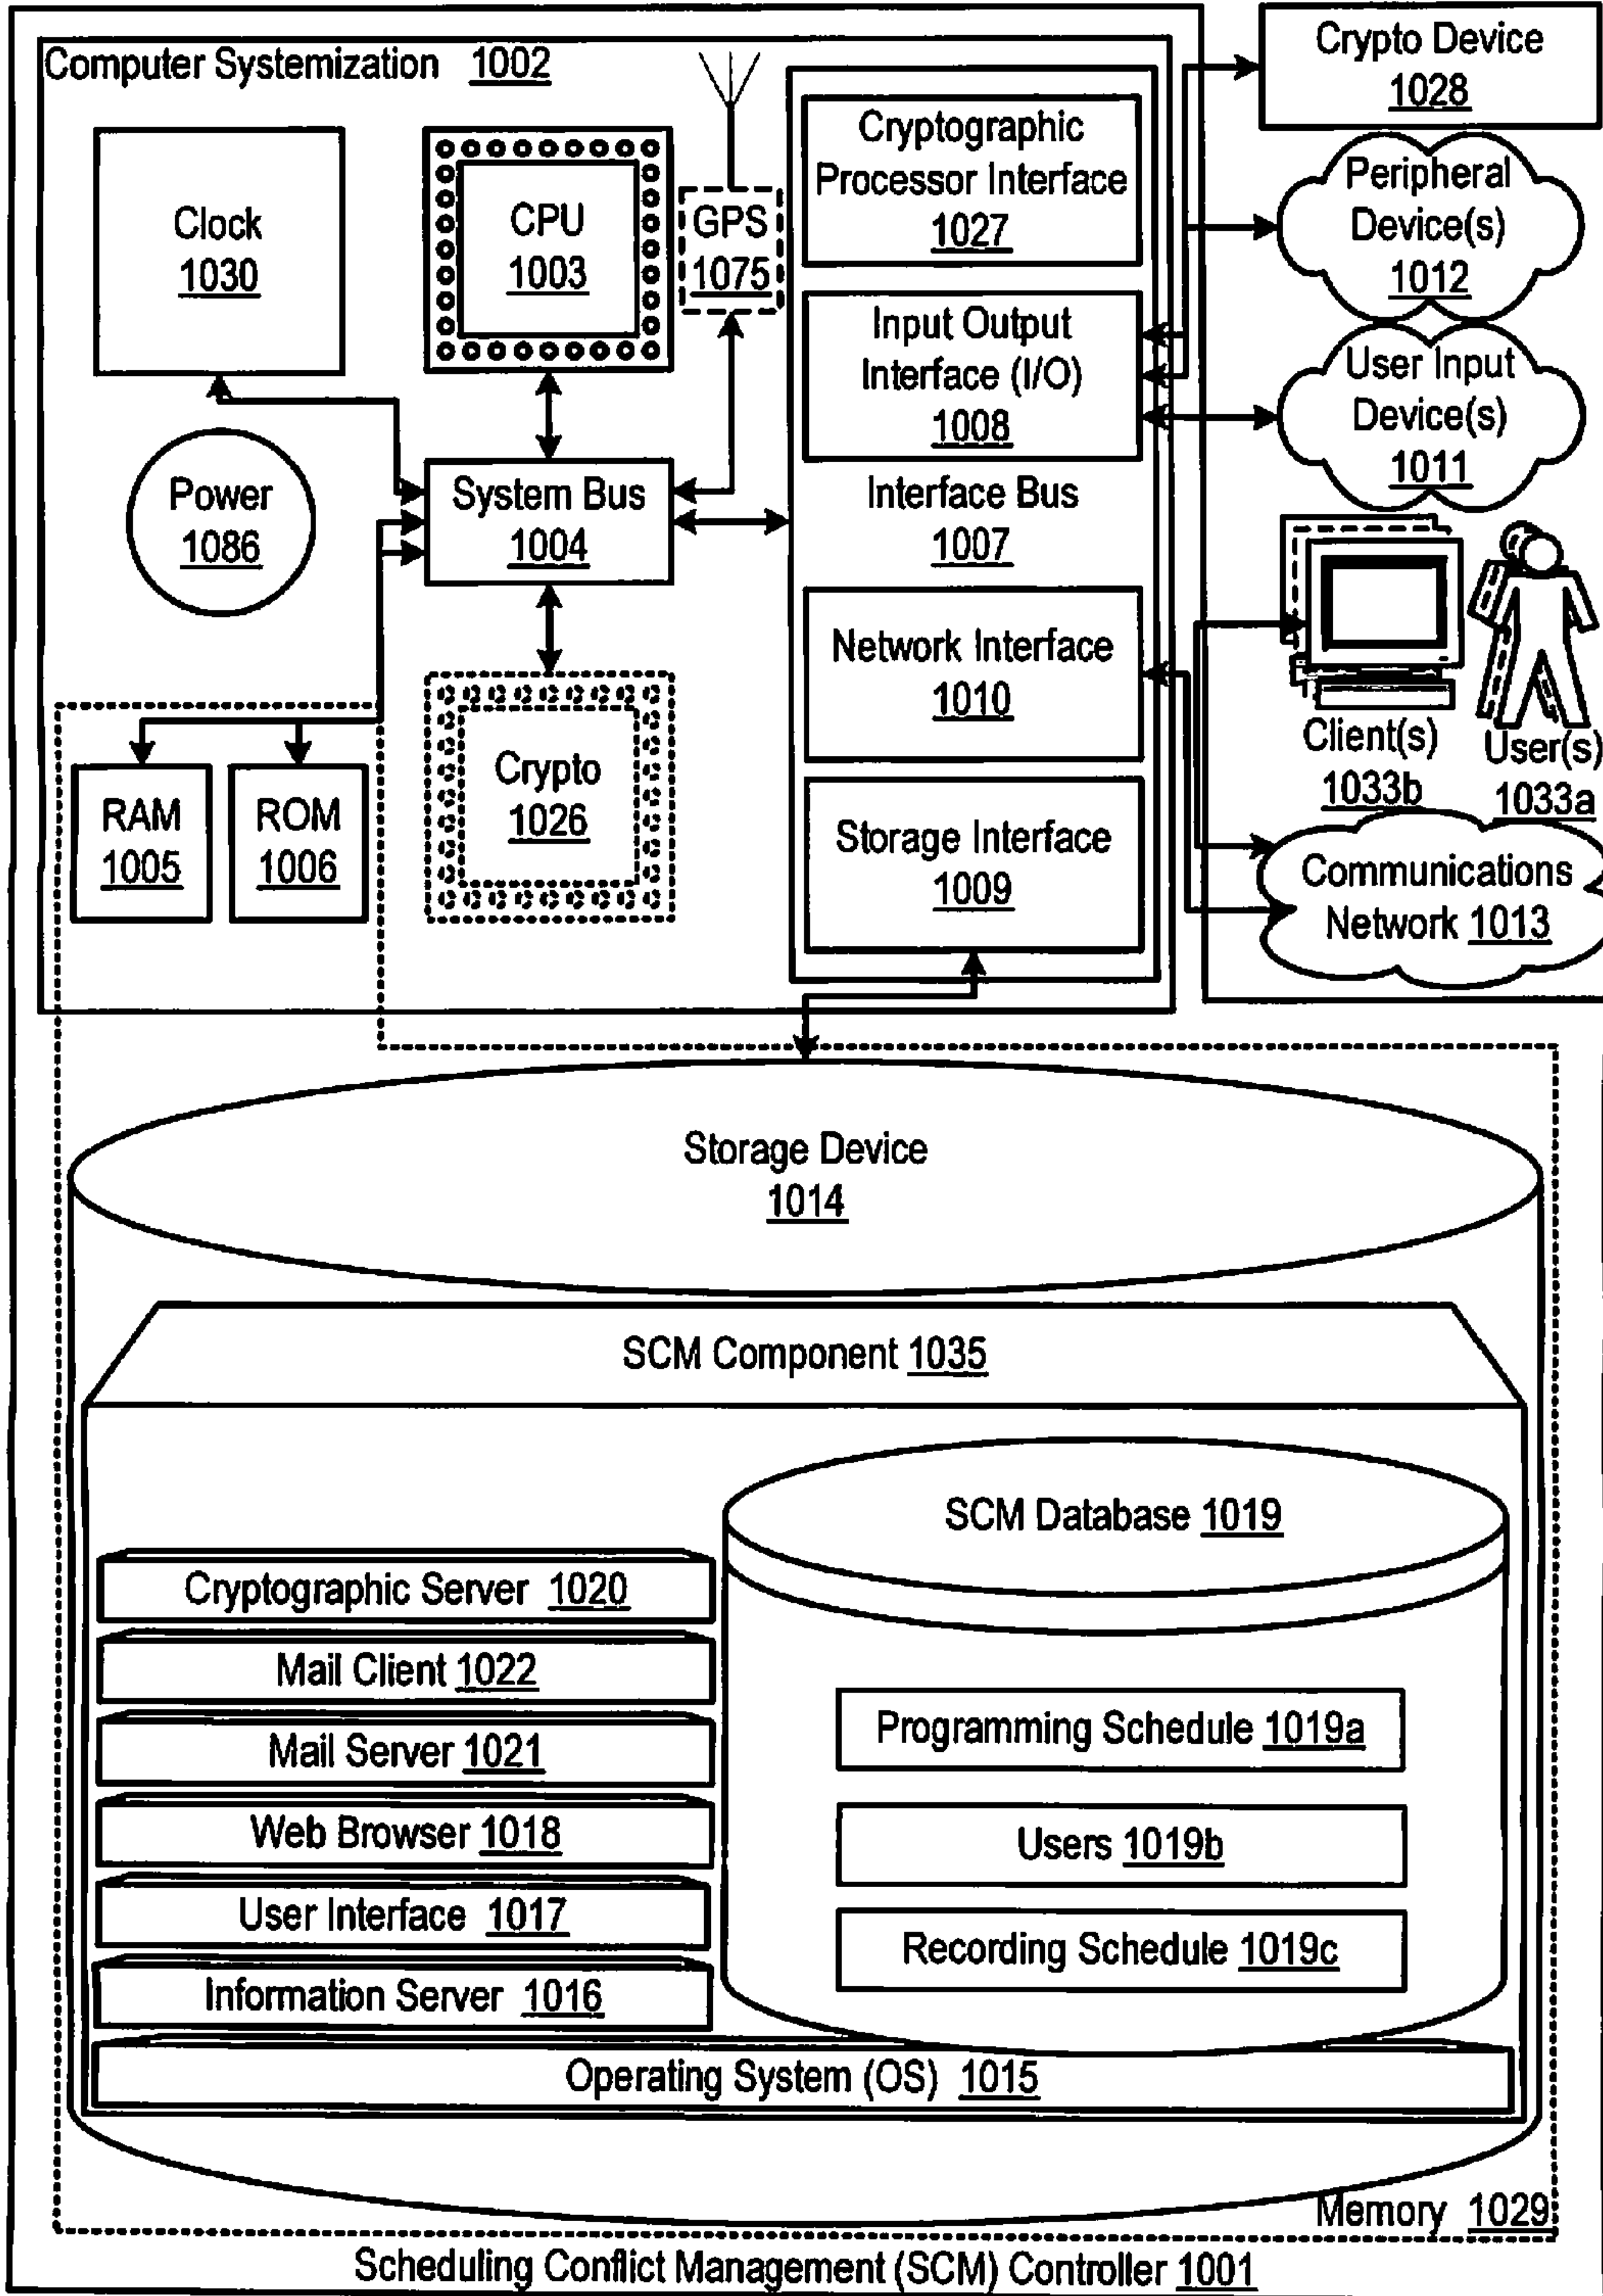 Computer Systemization 1002
Clock
1030
CPU
1003
GPS
1075
Power
1086
System Bus
1004
RAM
1005
ROM
1006
Crypto
1026
Cryptographic
Processor Interface
1027
Input Output
Interface (I/O)
1008
Interface Bus
1007
Network Interface
1010
Storage Interface
1009
Crypto Device
1028
Peripheral
Device(s)
1012
User Input
Device(s)
1011
Client(s)
1033b
User(s)
1033a
Communications
Network 1013
Storage Device
1014
SCM Component 1035
SCM Database 1019
Cryptographic Server 1020
Mail Client 1022
Mail Server 1021
Web Browser 1018
User Interface 1017
Information Server 1016
Programming Schedule 1019a
Users 1019b
Recording Schedule 1019c
Operating System (OS) 1015
Memory 1029
Scheduling Conflict Management (SCM) Controller 1001